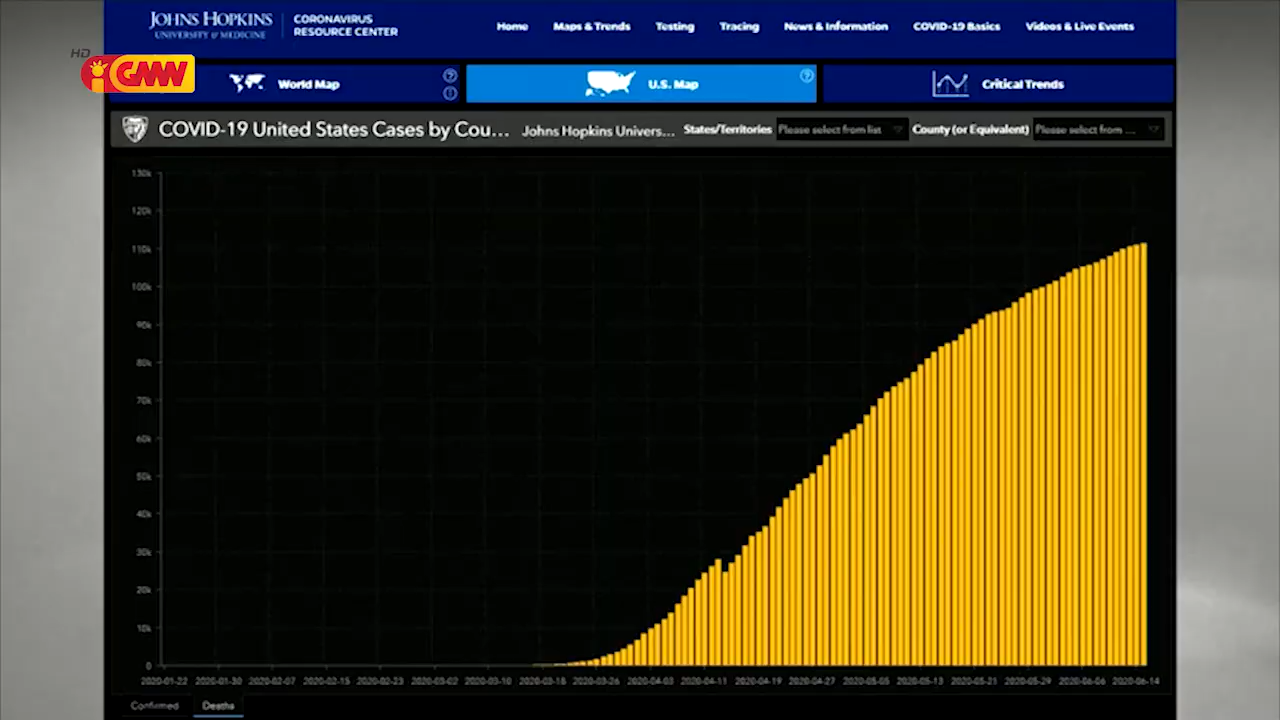 JOHNS HOPKINS
UNIVERSITY & MEDICINE
CORONAVIRUS
RESOURCE CENTER
Home
Maps & Trends
Testing
Tracing
News & Information
COVID-19 Basics
Videos & Live Events
HD
iGMW
World Map
U.S. Map
Critical Trends
COVID-19 United States Cases by Cou...
Johns Hopkins Univers...
States/Territories
Please select from list
County (or Equivalent)
Please select from ...
130k
120k
110k
100k
90k
80k
70k
60k
50k
40k
30k
20k
10k
0
2020-01-22 2020-01-30 2020-02-07 2020-02-15 2020-02-23 2020-03-02 2020-03-10 2020-03-18 2020-03-26 2020-04-03 2020-04-11 2020-04-19 2020-04-27 2020-05-05 2020-05-13 2020-05-21 2020-05-29 2020-06-06 2020-06-14
Confirmed
Deaths